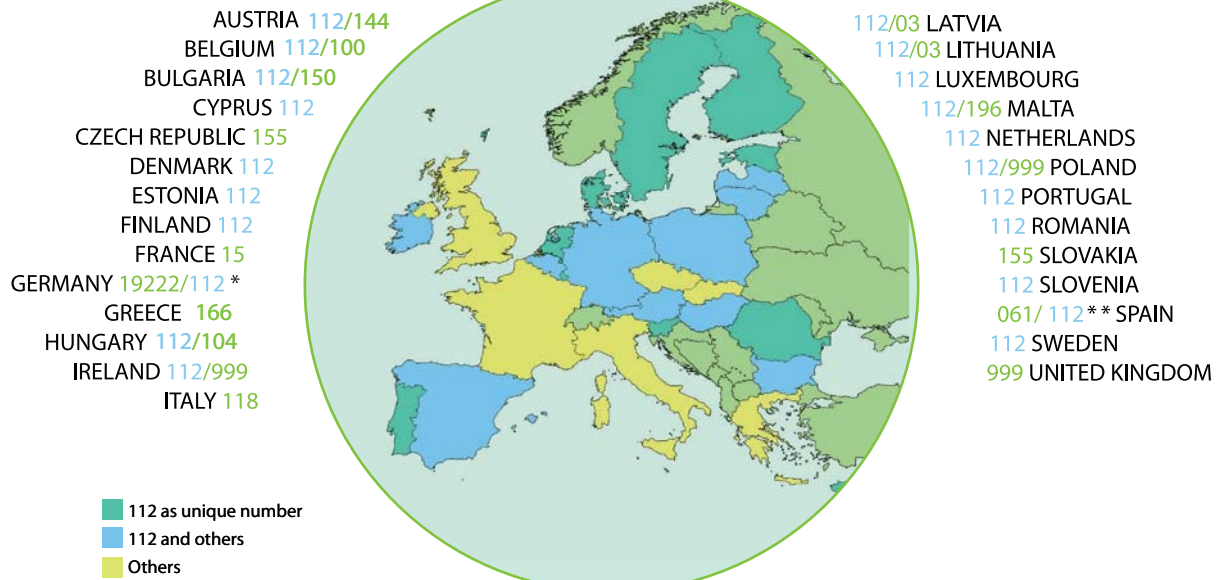 AUSTRIA 112/144
BELGIUM 112/100
BULGARIA 112/150
CYPRUS 112
CZECH REPUBLIC 155
DENMARK 112
ESTONIA 112
FINLAND 112
FRANCE 15
GERMANY 19222/112 *
GREECE 166
HUNGARY 112/104
IRELAND 112/999
ITALY 118
112/03 LATVIA
112/03 LITHUANIA
112 LUXEMBOURG
112/196 MALTA
112 NETHERLANDS
112/999 POLAND
112 PORTUGAL
112 ROMANIA
155 SLOVAKIA
112 SLOVENIA
061/ 112 * * SPAIN
112 SWEDEN
999 UNITED KINGDOM
112 as unique number
112 and others
Others